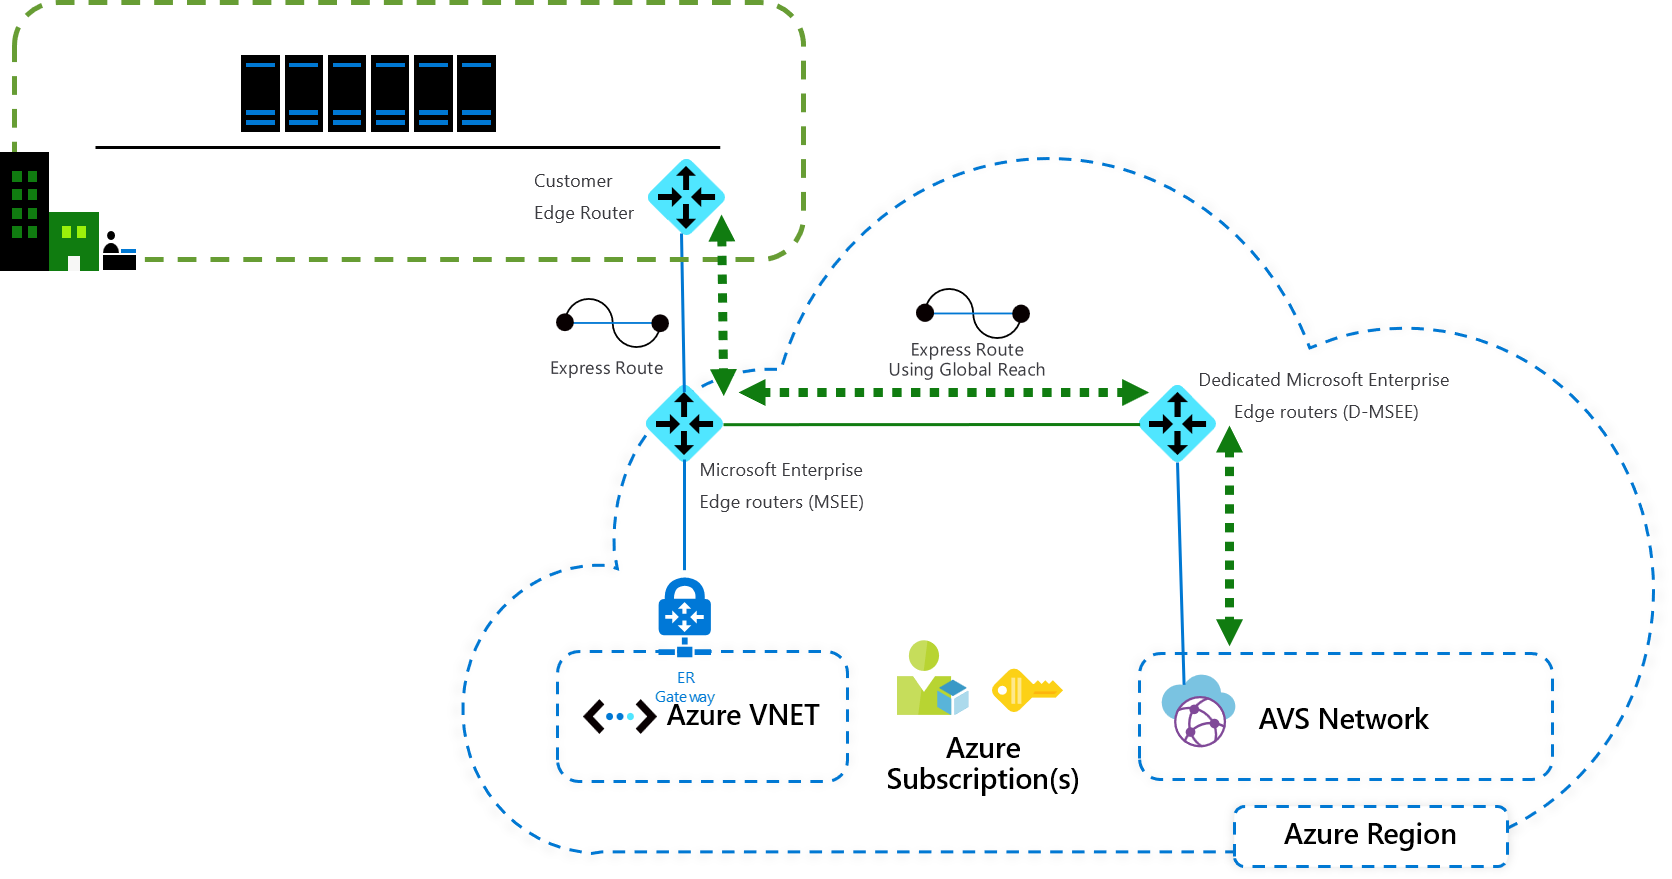 Customer
Edge Router
Express Route
Express Route
Using Global Reach
Dedicated Microsoft Enterprise
Edge routers (D-MSEE)
Microsoft Enterprise
Edge routers (MSEE)
ER
Gateway
Azure VNET
Azure
Subscription(s)
AVS Network
Azure Region